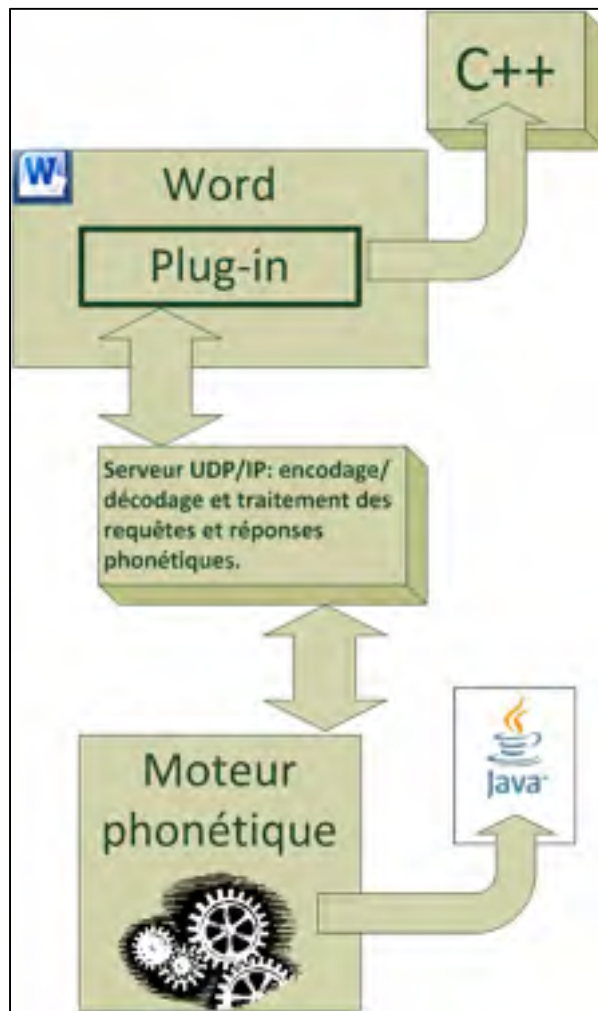 C++
W
Word
Plug-in
Serveur UDP/IP: encodage/
décodage et traitement des
requêtes et réponses
phonétiques.
Java
Moteur
phonétique